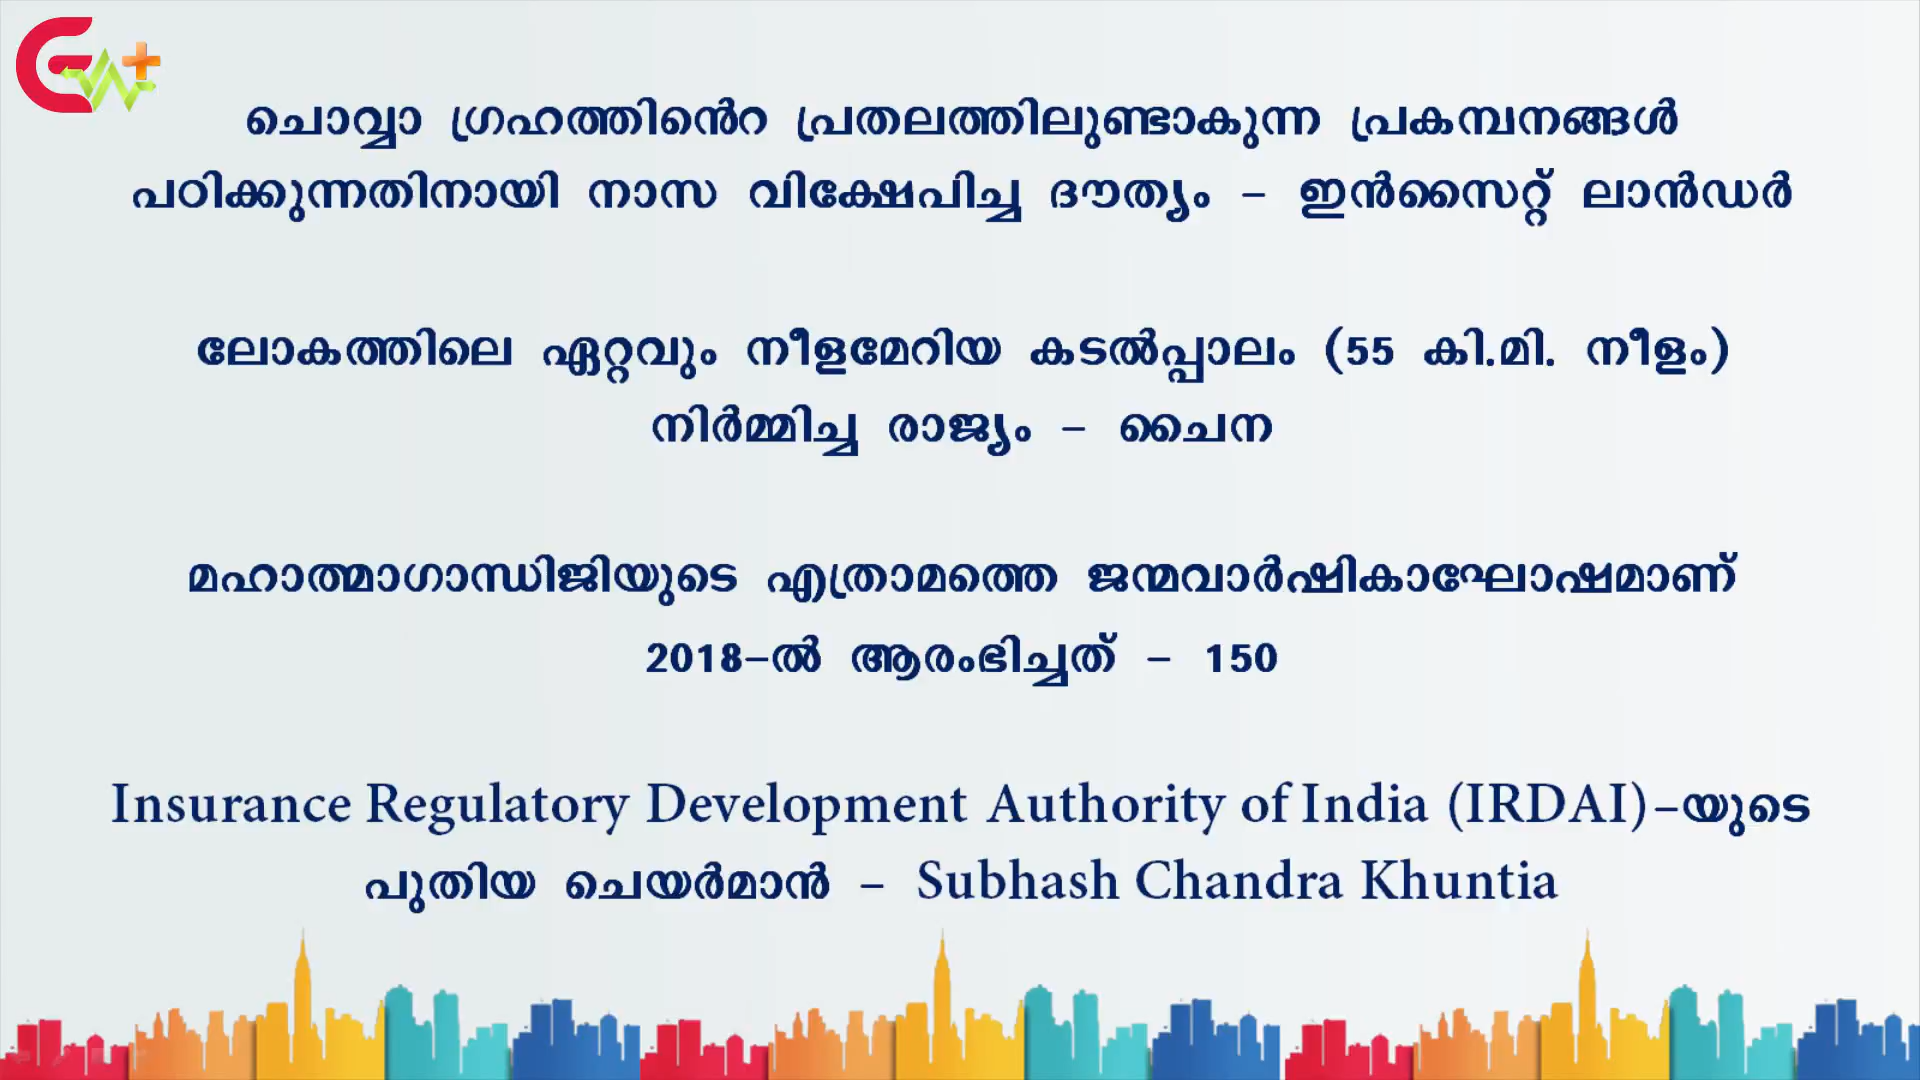 ചൊവ്വാ ഗ്രഹത്തിന്റെ പ്രതലത്തിലുണ്ടാകുന്ന പ്രകമ്പനങ്ങൾ
പഠിക്കുന്നതിനായി നാസ വിക്ഷേപിച്ച ദൗത്യം - ഇൻസൈറ്റ് ലാൻഡർ
ലോകത്തിലെ ഏറ്റവും നീളമേറിയ കടൽപ്പാലം (55 കി.മി. നീളം)
നിർമ്മിച്ച രാജ്യം - ചൈന
മഹാത്മാഗാന്ധിജിയുടെ എത്രാമത്തെ ജന്മവാർഷികാഘോഷമാണ്
2018-ൽ ആരംഭിച്ചത് - 150
Insurance Regulatory Development Authority of India (IRDAI)-യുടെ
പുതിയ ചെയർമാൻ - Subhash Chandra Khuntia